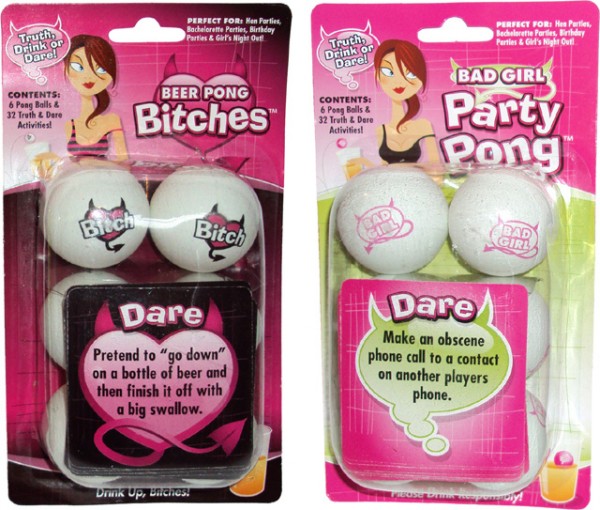 Truth,
Drink or
Dare!
PERFECT FOR: Hen Parties,
Bachelorette Parties, Birthday
Parties & Girl's Night Out!
CONTENTS:
6 Pong Balls &
32 Truth & Dare
Activities!
BEER PONG
Bitches™
Bitch
Bitch
Dare
Pretend to “go down”
on a bottle of beer and
then finish it off with
a big swallow.
Drink Up, Bitches!
Truth,
Drink or
Dare!
PERFECT FOR: Hen Parties,
Bachelorette Parties, Birthday
Parties & Girl's Night Out!
CONTENTS:
6 Pong Balls &
32 Truth & Dare
Activities!
BAD GIRL
Party
Pong™
BAD
GIRL
BAD
GIRL
Dare
Make an obscene
phone call to a contact
on another players
phone.
Please Drink Responsibly!